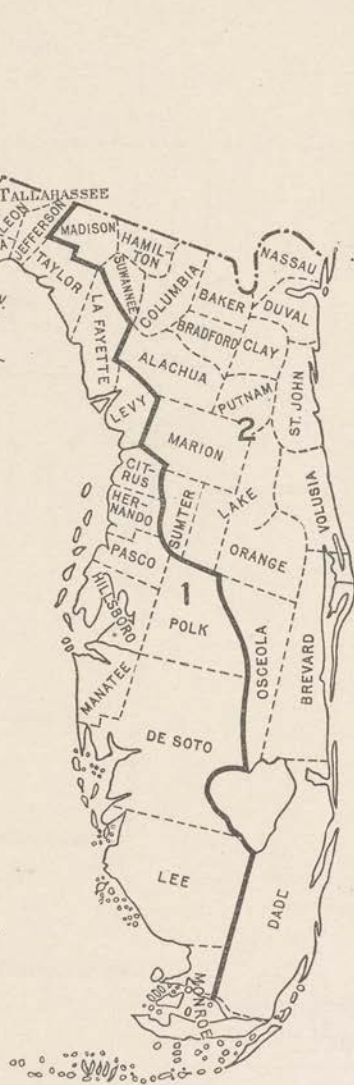 TALLAHASSEE
LEON
JEFFERSON
MADISON
HAMIL-
TON
TAYLOR
SUWANNEE
COLUMBIA
NASSAU
BAKER
DUVAL
LA FAYETTE
BRADFORD
CLAY
ALACHUA
PUTNAM
ST. JOHN
LEVY
2
MARION
CIT-
RUS
HER-
NANDO
SUMTER
LAKE
VOLUSIA
PASCO
ORANGE
HILLSBORO
1
POLK
OSCEOLA
BREVARD
MANATEE
DE SOTO
LEE
DADE
MONROE